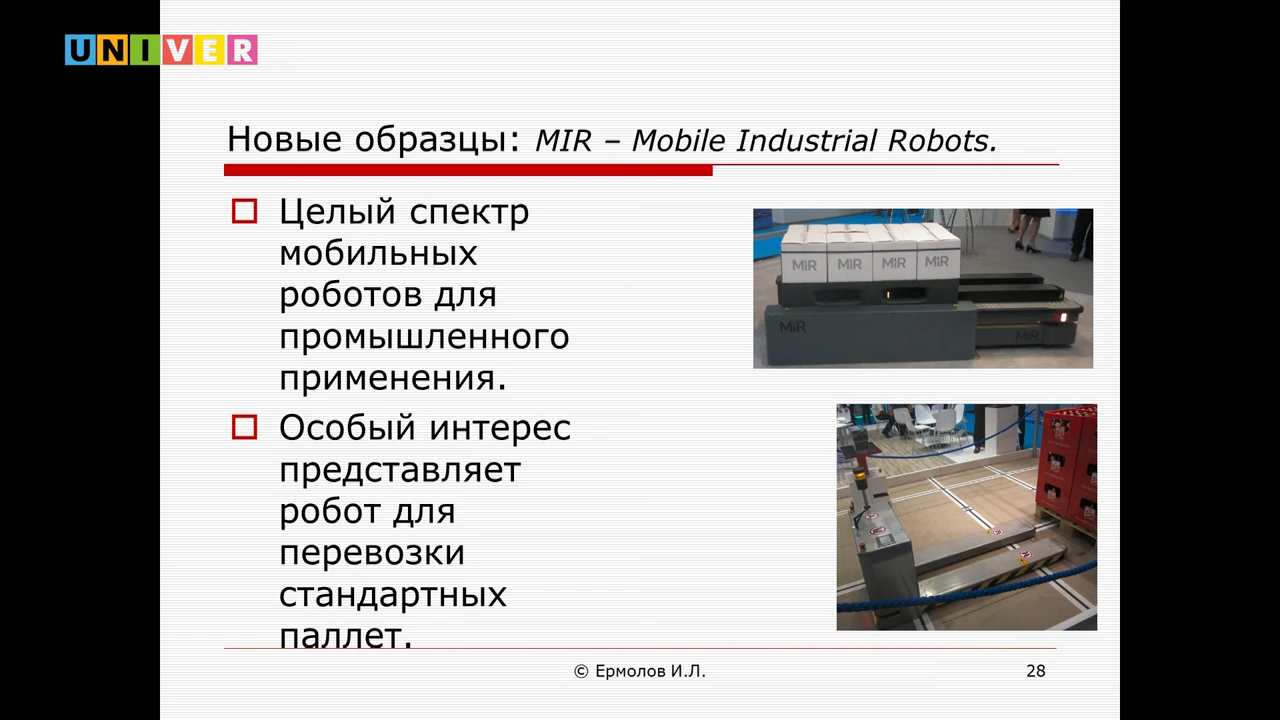 UNIVER
Новые образцы: MIR – Mobile Industrial Robots.
Целый спектр
мобильных
роботов для
промышленного
применения.
Особый интерес
представляет
робот для
перевозки
стандартных
паллет.
MiR MiR MiR MiR
MiR
MiR
© Ермолов И.Л.
28